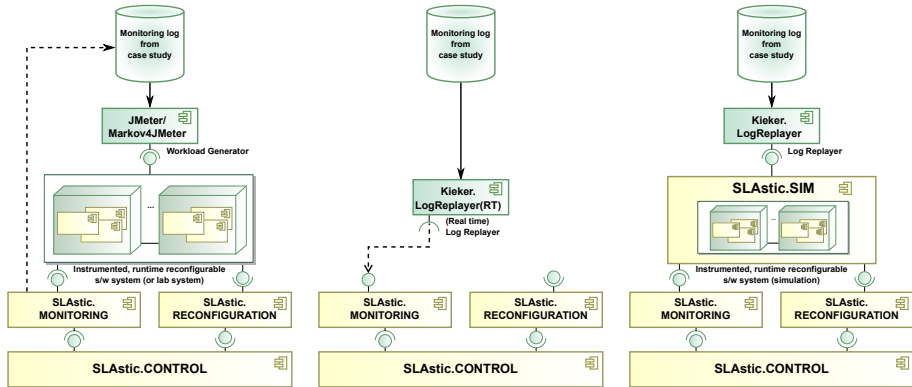 Monitoring log
from
case study
JMeter/
Markov4JMeter
Workload Generator
...
Instrumented, runtime reconfigurable
s/w system (or lab system)
SLAstic.
MONITORING
SLAstic.
RECONFIGURATION
SLAstic.CONTROL
Monitoring log
from
case study
Kieker.
LogReplayer(RT)
(Real time)
Log Replayer
SLAstic.
MONITORING
SLAstic.
RECONFIGURATION
SLAstic.CONTROL
Monitoring log
from
case study
Kieker.
LogReplayer
Log Replayer
SLAstic.SIM
...
Instrumented, runtime reconfigurable
s/w system (simulation)
SLAstic.
MONITORING
SLAstic.
RECONFIGURATION
SLAstic.CONTROL